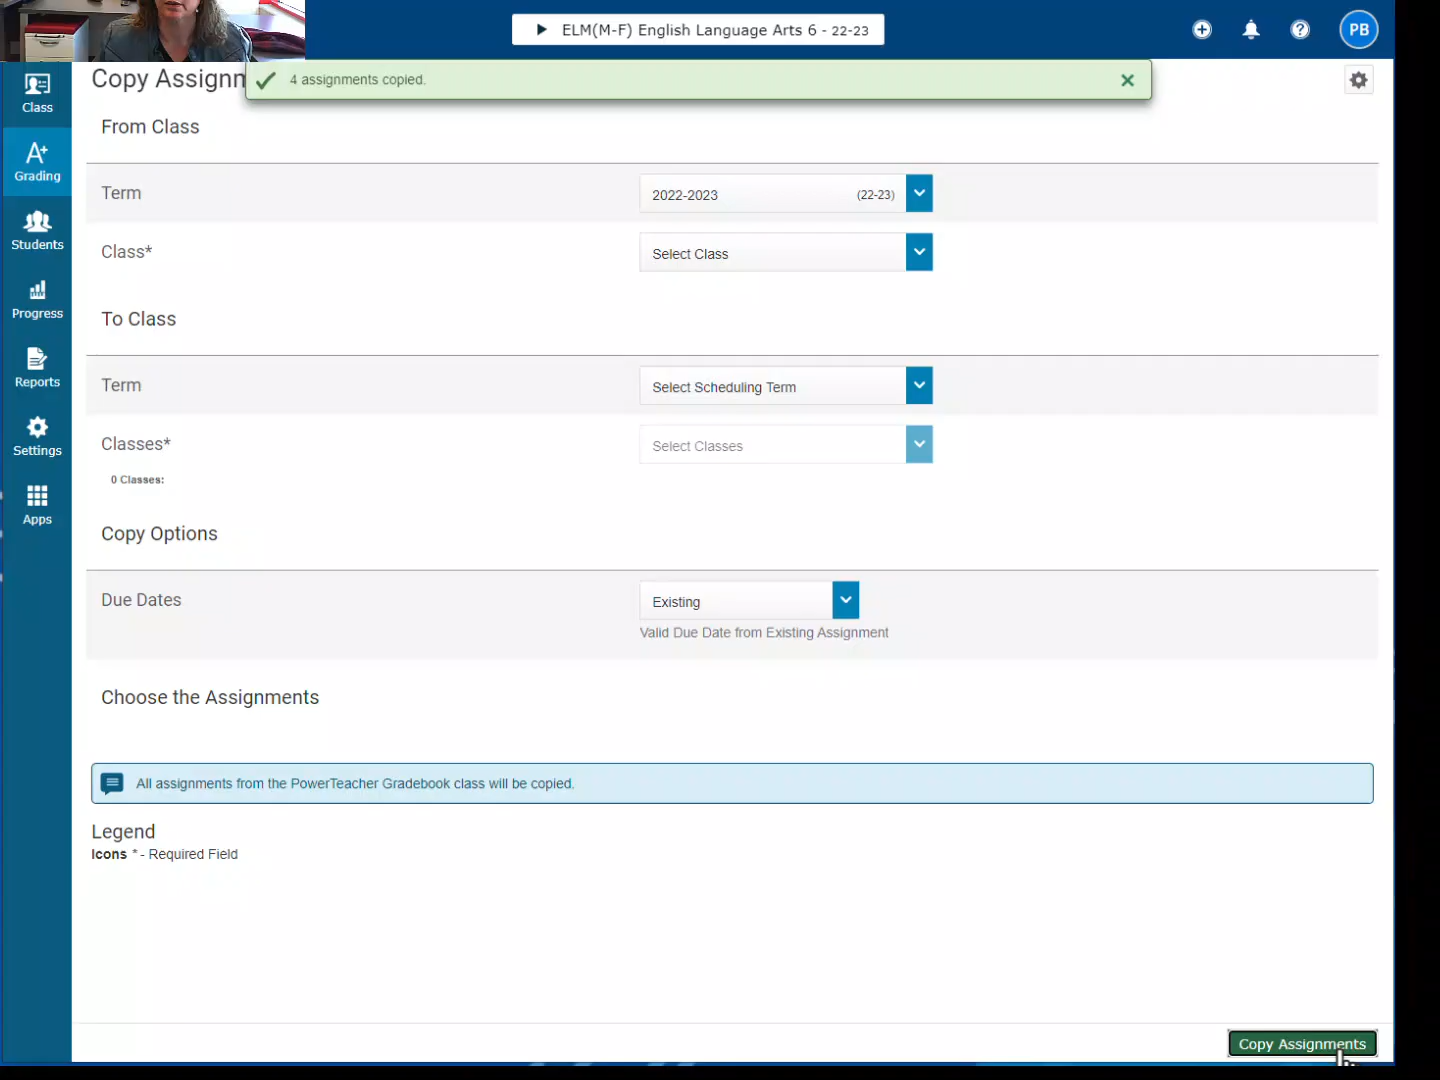 ELM(M-F) English Language Arts 6 - 22-23
PB
Class
Grading
Students
Progress
Reports
Settings
Apps
Copy Assignm
4 assignments copied.
From Class
Term
2022-2023 (22-23)
Class*
Select Class
To Class
Term
Select Scheduling Term
Classes*
Select Classes
0 Classes:
Copy Options
Due Dates
Existing
Valid Due Date from Existing Assignment
Choose the Assignments
All assignments from the PowerTeacher Gradebook class will be copied.
Legend
Icons * - Required Field
Copy Assignments